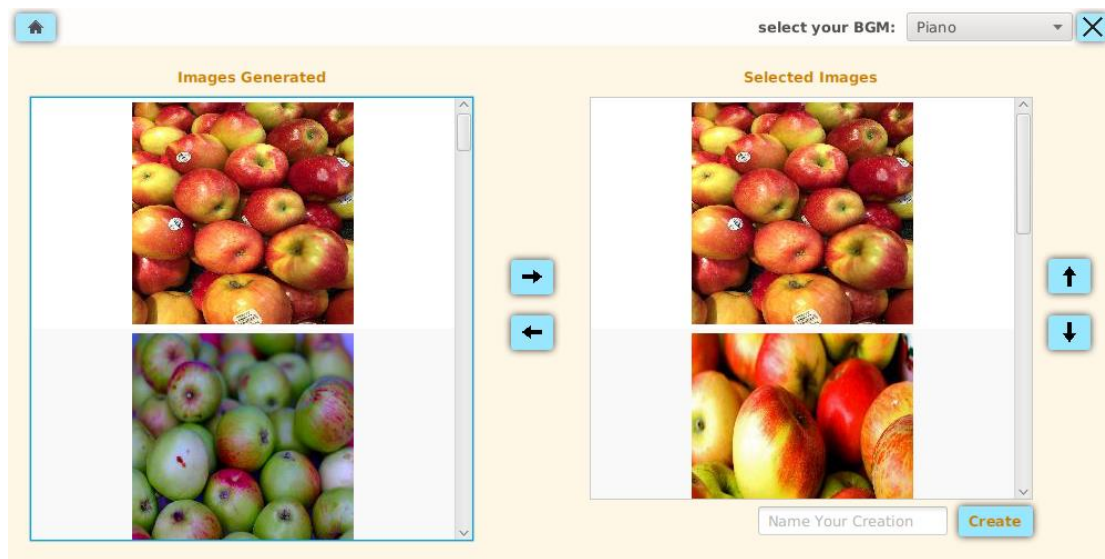 select your BGM: Piano
Images Generated
Selected Images
Name Your Creation
Create